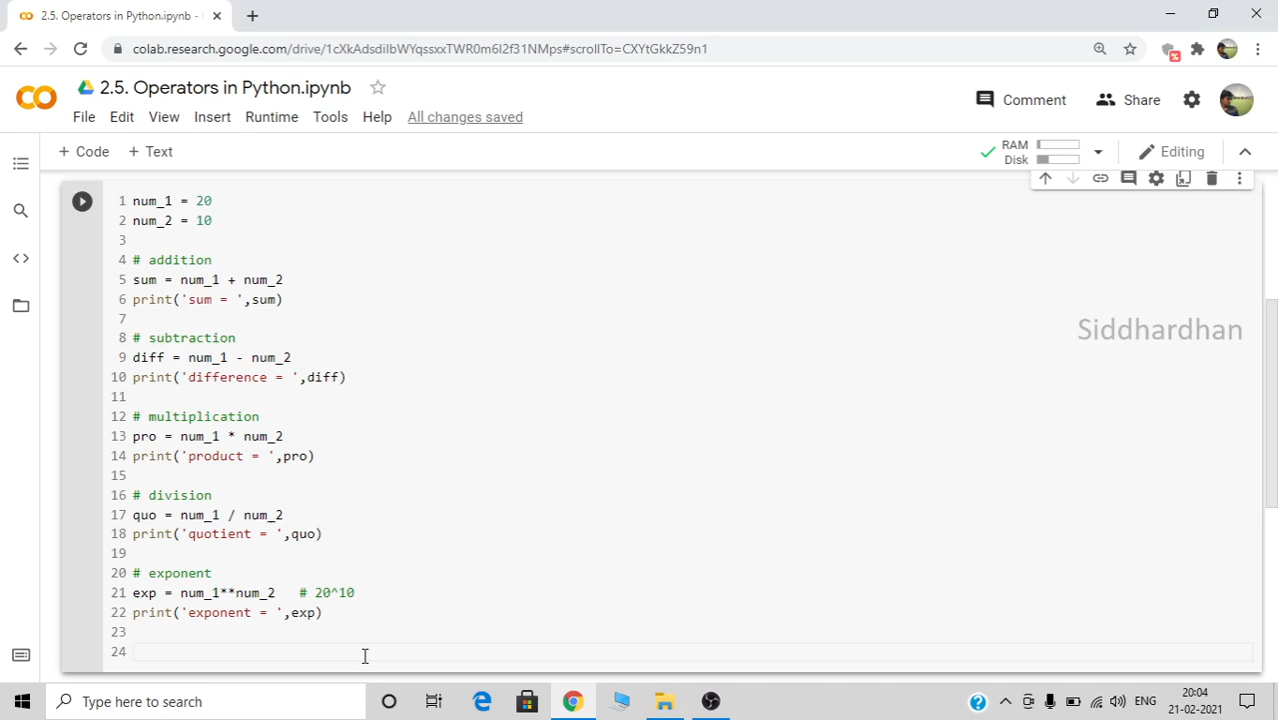 2.5. Operators in Python.ipynb -
colab.research.google.com/drive/1cXkAdsdilbWYqssxxTWR0m6I2f31NMps#scrollTo=CXYtGkkZ59n1
2.5. Operators in Python.ipynb
Comment
Share
File Edit View Insert Runtime Tools Help All changes saved
+ Code + Text
RAM
Disk
Editing
1 num_1 = 20
2 num_2 = 10
3
4 # addition
5 sum = num_1 + num_2
6 print('sum = ',sum)
7
8 # subtraction
9 diff = num_1 - num_2
10 print('difference = ',diff)
11
12 # multiplication
13 pro = num_1 * num_2
14 print('product = ',pro)
15
16 # division
17 quo = num_1 / num_2
18 print('quotient = ',quo)
19
20 # exponent
21 exp = num_1**num_2   # 20^10
22 print('exponent = ',exp)
23
24
Siddhardhan
Type here to search
ENG
20:04
21-02-2021